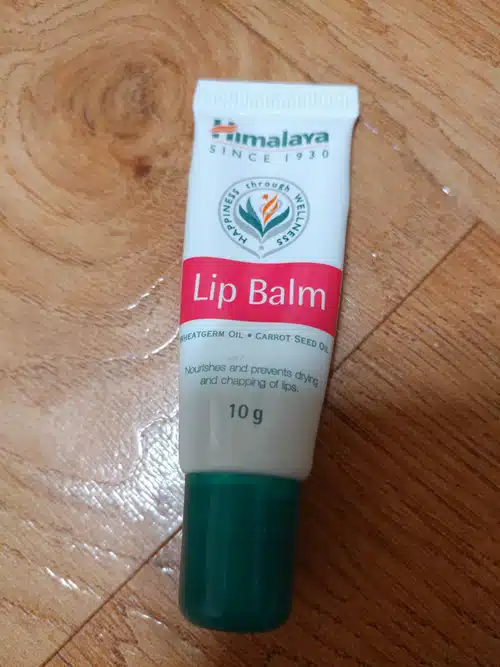 Himalaya
SINCE 1930
HAPPINESS through WELLNESS
Lip Balm
WHEATGERM OIL • CARROT SEED OIL
Nourishes and prevents drying
and chapping of lips.
10 g